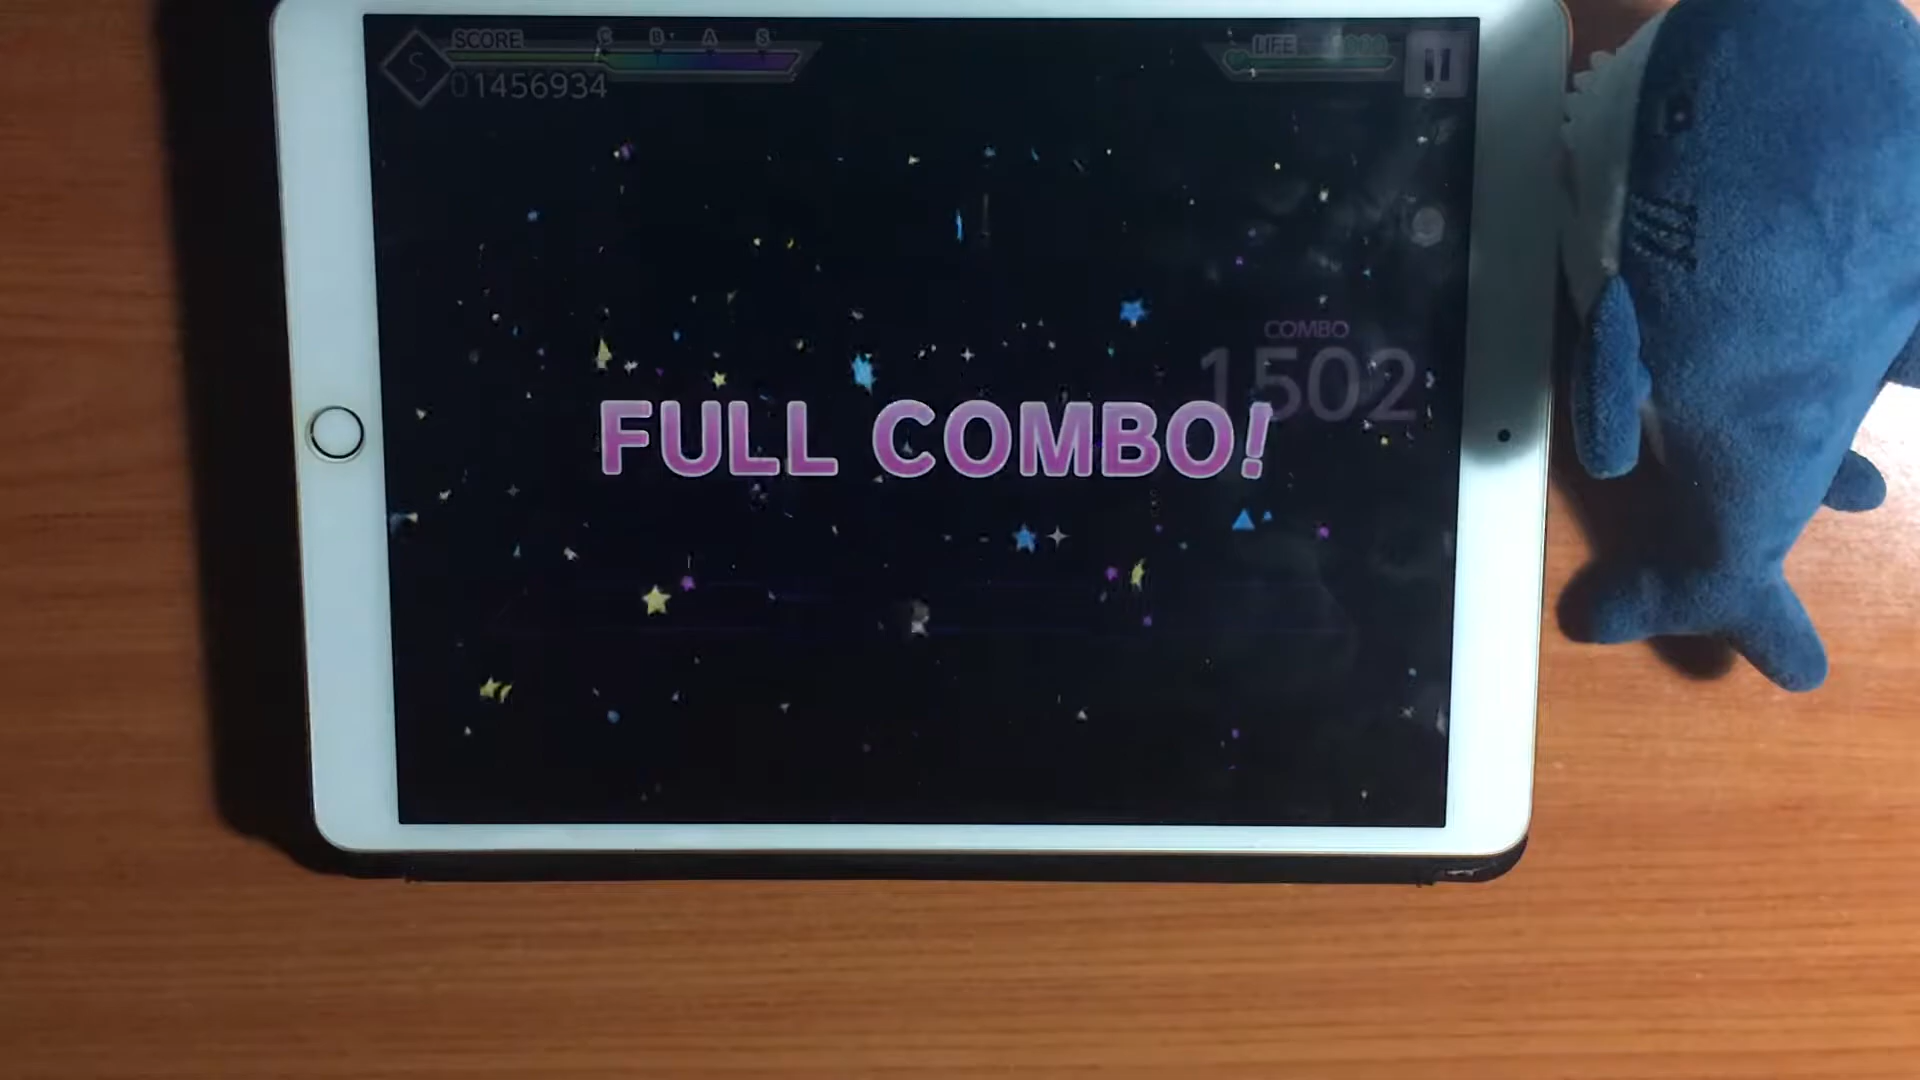 SCORE C B A S
S 01456934
LIFE
COMBO
1502
FULL COMBO!